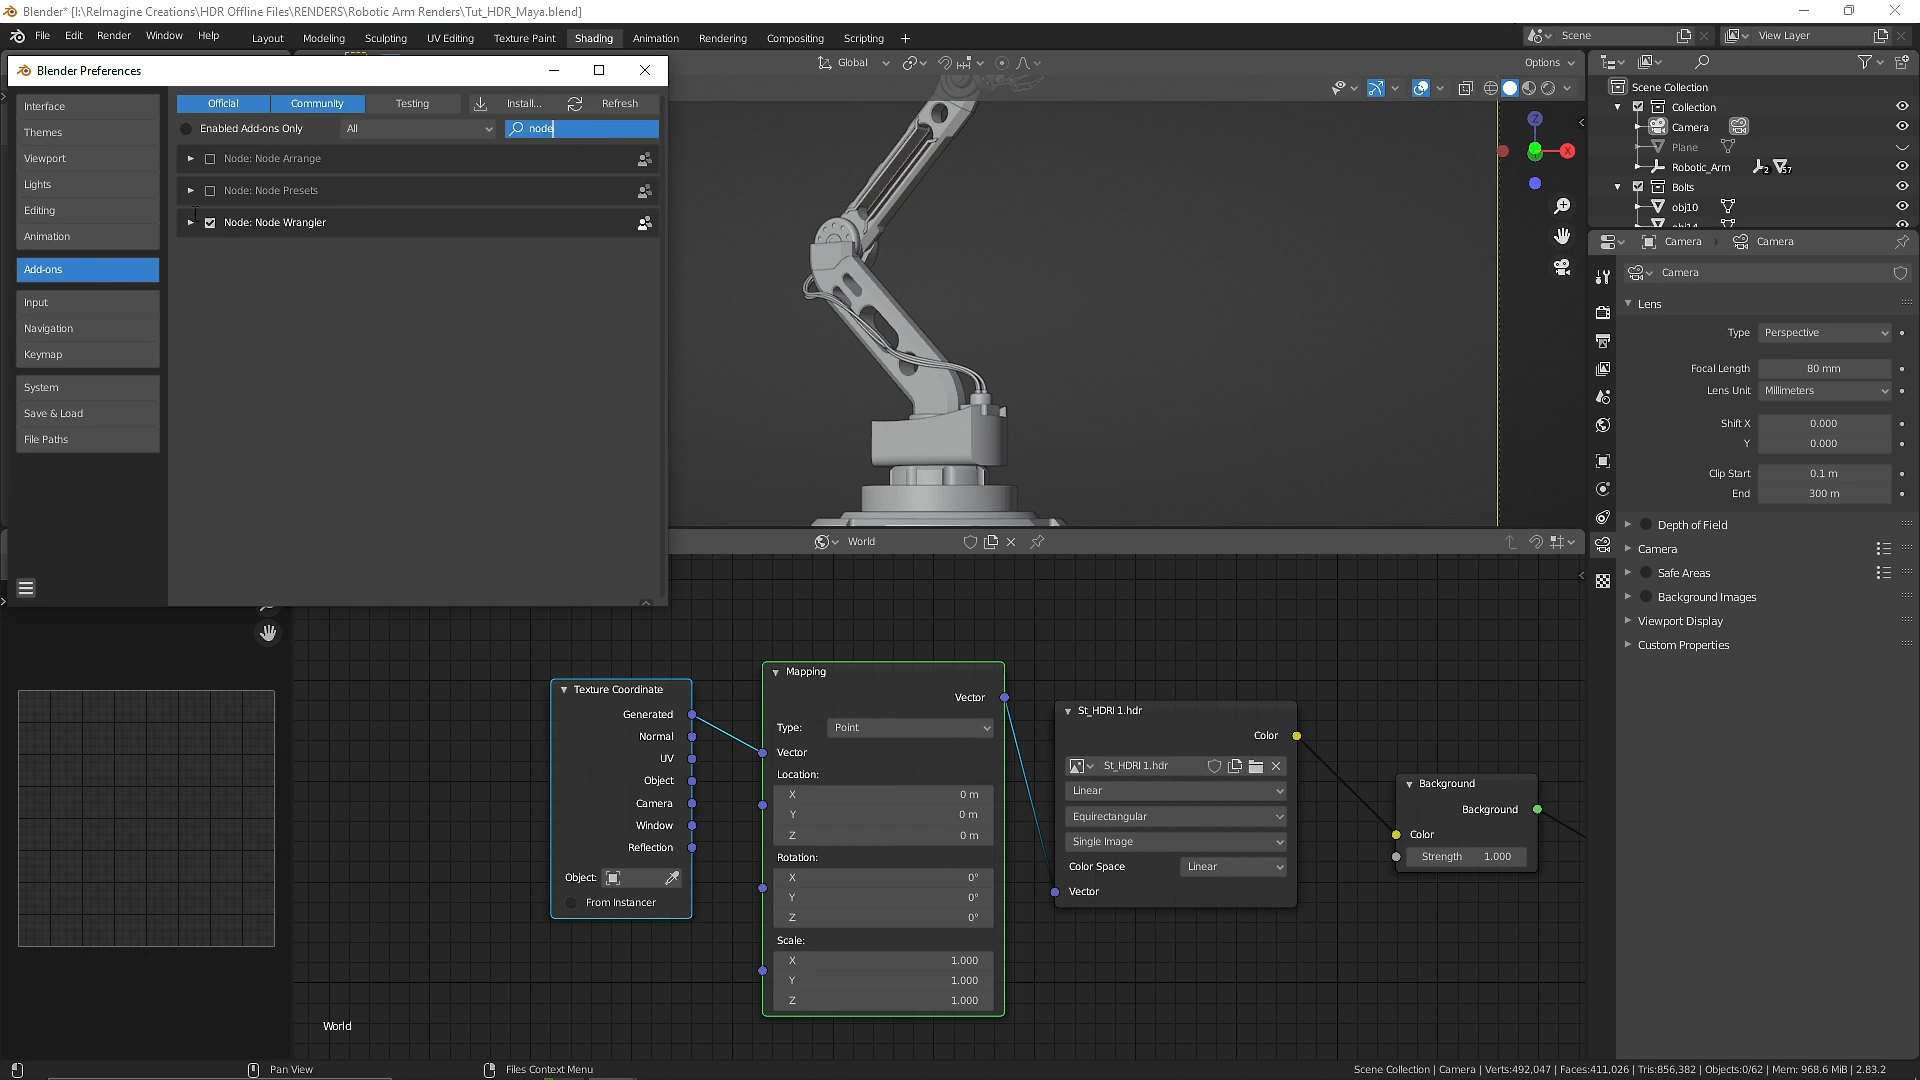 Blender* [I:\ReImagine Creations\HDR Offline Files\RENDERS\Robotic Arm Renders\Tut_HDR_Maya.blend]
File Edit Render Window Help Layout Modeling Sculpting UV Editing Texture Paint Shading Animation Rendering Compositing Scripting + Scene View Layer
Blender Preferences
Global
Options
Interface
Themes
Viewport
Lights
Editing
Animation
Add-ons
Input
Navigation
Keymap
System
Save & Load
File Paths
Official Community Testing Install... Refresh
Enabled Add-ons Only All node
Node: Node Arrange
Node: Node Presets
Node: Node Wrangler
Z
X
Scene Collection
Collection
Camera
Plane
Robotic_Arm 2 57
Bolts
obj10
obj14
Camera Camera
Camera
Lens
Type Perspective
Focal Length 80 mm
Lens Unit Millimeters
Shift X 0.000
Y 0.000
Clip Start 0.1 m
End 300 m
Depth of Field
Camera
Safe Areas
Background Images
Viewport Display
Custom Properties
World
Texture Coordinate
Generated
Normal
UV
Object
Camera
Window
Reflection
Object:
From Instancer
Mapping
Vector
Type: Point
Vector
Location:
X 0 m
Y 0 m
Z 0 m
Rotation:
X 0°
Y 0°
Z 0°
Scale:
X 1.000
Y 1.000
Z 1.000
St_HDRI 1.hdr
Color
St_HDRI 1.hdr
Linear
Equirectangular
Single Image
Color Space Linear
Vector
Background
Background
Color
Strength 1.000
World
Pan View
Files Context Menu
Scene Collection | Camera | Verts:492,047 | Faces:411,026 | Tris:856,382 | Objects:0/62 | Mem: 968.6 MiB | 2.83.2